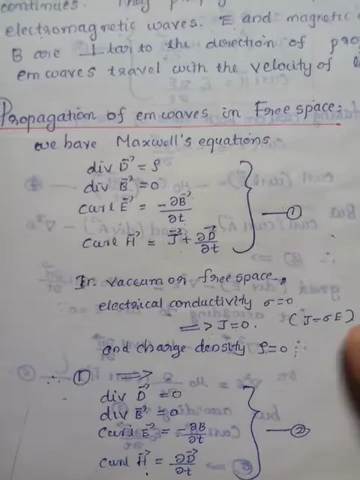 continues. They
electromagnetic waves. E and magnetic
B are ⊥lar to the direction of pro
em waves travel with the velocity of li
Propagation of em waves in Free space:
we have Maxwell's equations
div D⃗ = ρ
div B⃗ = 0
curl E⃗ = -∂B⃗/∂t
curl H⃗ = J⃗ + ∂D⃗/∂t
①
In vaccum or free space,
electrical conductivity σ=0
=> J=0. (J=σE)
and charge density ρ=0
∴ ① =>
div D⃗ = 0
div B⃗ = 0
curl E⃗ = -∂B/∂t
curl H⃗ = ∂D⃗/∂t
②